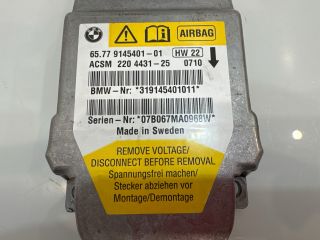 AIRBAG
65.77 9145401-01 HW 22
ACSM 220 4431-25 0710
BMW-Nr: *319145401011*
Serien-Nr: *07B067MA0968W*
Made in Sweden
REMOVE VOLTAGE/
DISCONNECT BEFORE REMOVAL
Spannungsfrei machen/
Stecker abziehen vor
Montage/Demontage